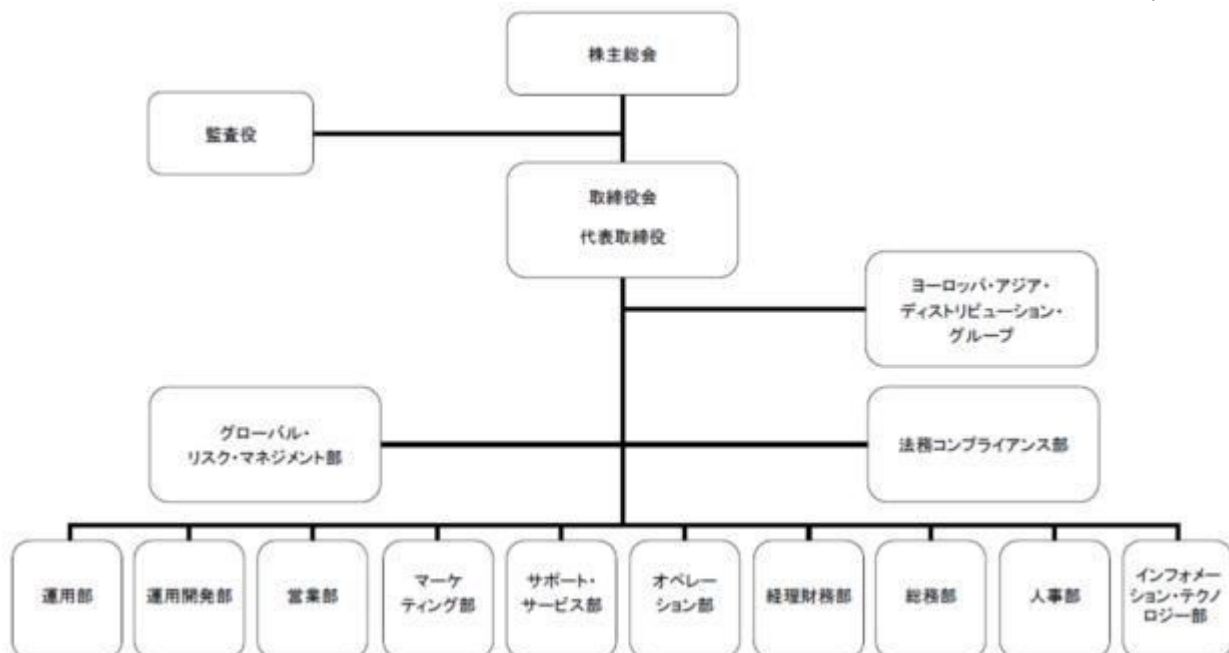 株主総会
監査役
取締役会
代表取締役
ヨーロッパ・アジア・
ディストリビューション・
グループ
グローバル・
リスク・マネジメント部
法務コンプライアンス部
運用部
運用開発部
営業部
マーケ
ティング部
サポート・
サービス部
オペレー
ション部
経理財務部
総務部
人事部
インフォメー
ション・テクノ
ロジー部